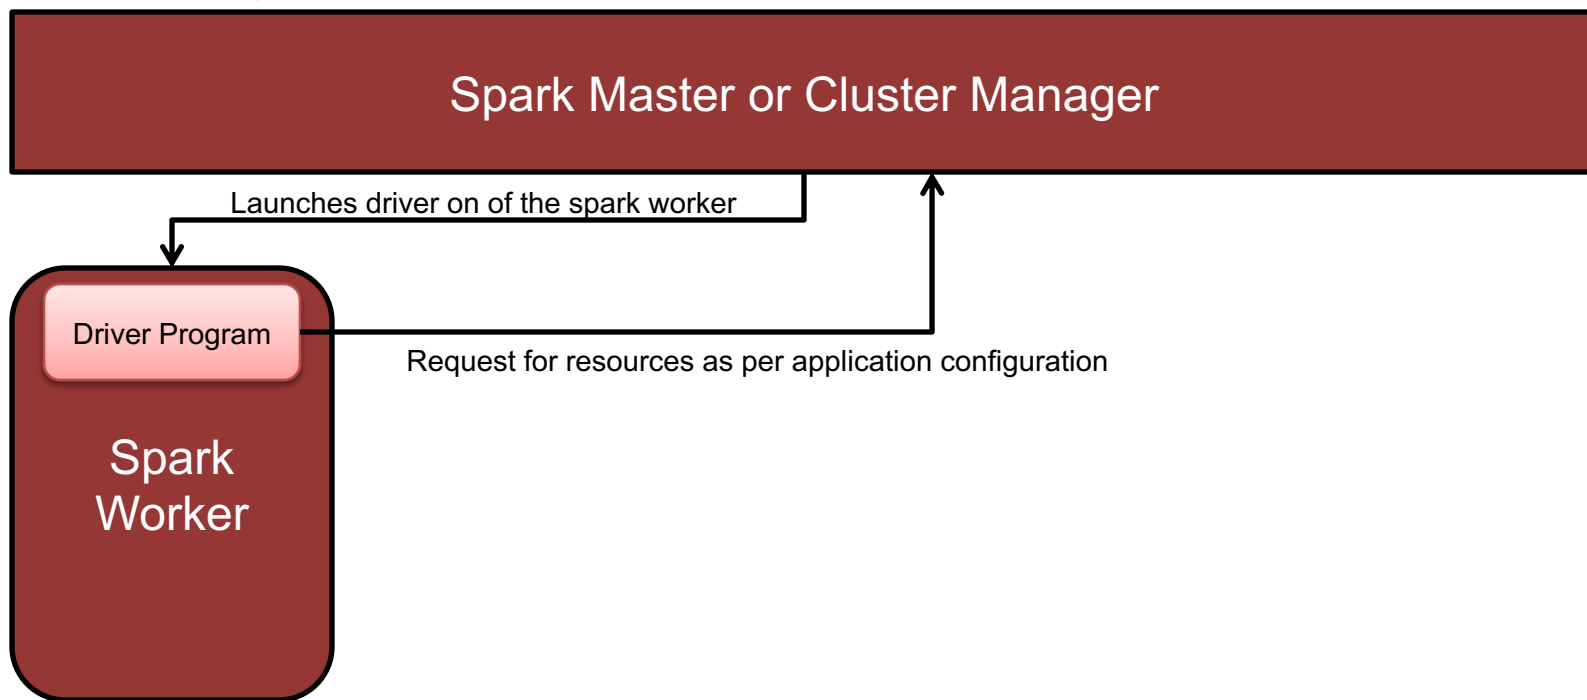 Spark Master or Cluster Manager
Launches driver on of the spark worker
Driver Program
Request for resources as per application configuration
Spark
Worker